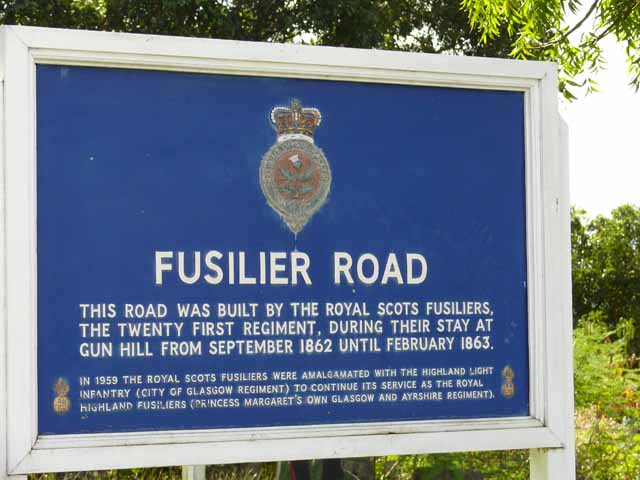 FUSILIER ROAD
THIS ROAD WAS BUILT BY THE ROYAL SCOTS FUSILIERS,
THE TWENTY FIRST REGIMENT, DURING THEIR STAY AT
GUN HILL FROM SEPTEMBER 1862 UNTIL FEBRUARY 1863.
IN 1959 THE ROYAL SCOTS FUSILIERS WERE AMALGAMATED WITH THE HIGHLAND LIGHT
INFANTRY (CITY OF GLASGOW REGIMENT) TO CONTINUE ITS SERVICE AS THE ROYAL
HIGHLAND FUSILIERS (PRINCESS MARGARET'S OWN GLASGOW AND AYRSHIRE REGIMENT).